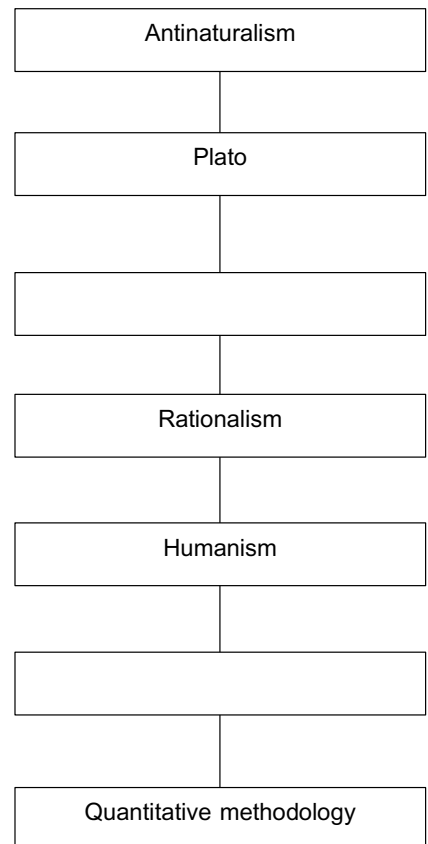 Antinaturalism
Plato
Rationalism
Humanism
Quantitative methodology